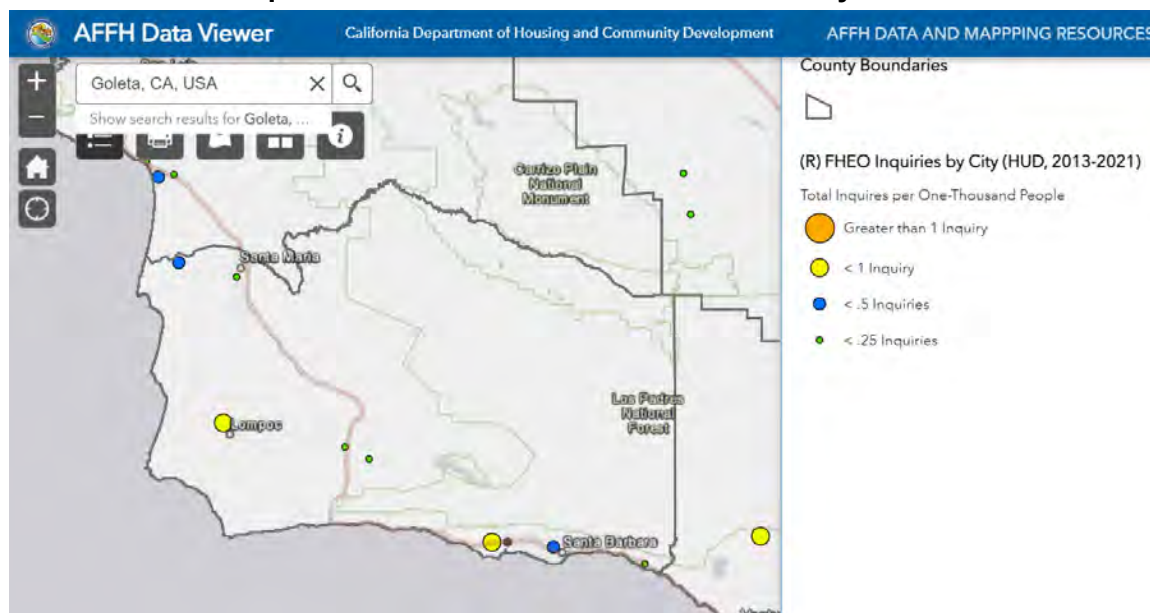 AFFH Data Viewer
California Department of Housing and Community Development
AFFH DATA AND MAPPPING RESOURCES
+
Goleta, CA, USA
Show search results for Goleta, ...
−
County Boundaries
(R) FHEO Inquiries by City (HUD, 2013-2021)
Total Inquires per One-Thousand People
Greater than 1 Inquiry
< 1 Inquiry
< .5 Inquiries
< .25 Inquiries
Carrizo Plain
National
Monument
Santa Maria
Los Padres
National
Forest
Lompoc
Santa Barbara